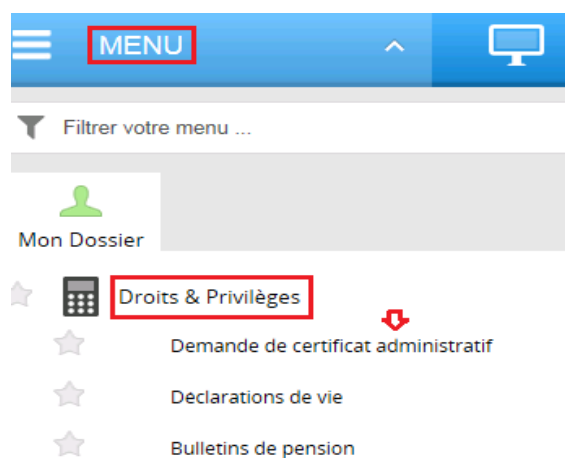 MENU
Filtrer votre menu ...
Mon Dossier
Droits & Privilèges
Demande de certificat administratif
Déclarations de vie
Bulletins de pension